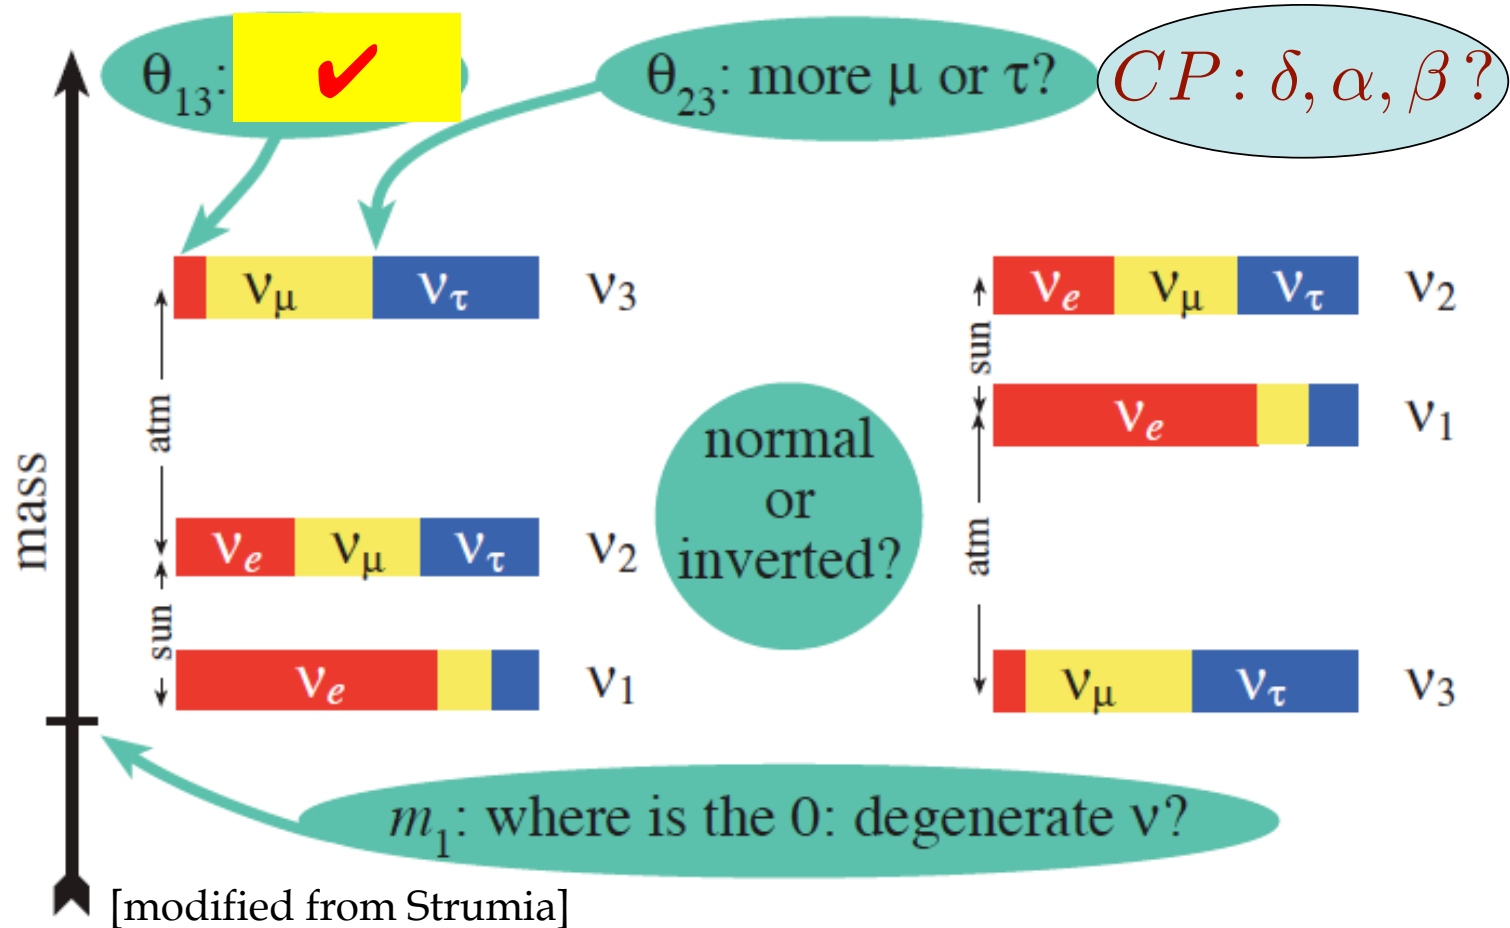 θ13: ✔
θ23: more μ or τ?
CP: δ, α, β?
mass
atm
sun
νμ ντ ν3
νe νμ ντ ν2
νe ν1
normal
or
inverted?
sun
atm
νe νμ ντ ν2
νe ν1
νμ ντ ν3
m1: where is the 0: degenerate ν?
[modified from Strumia]